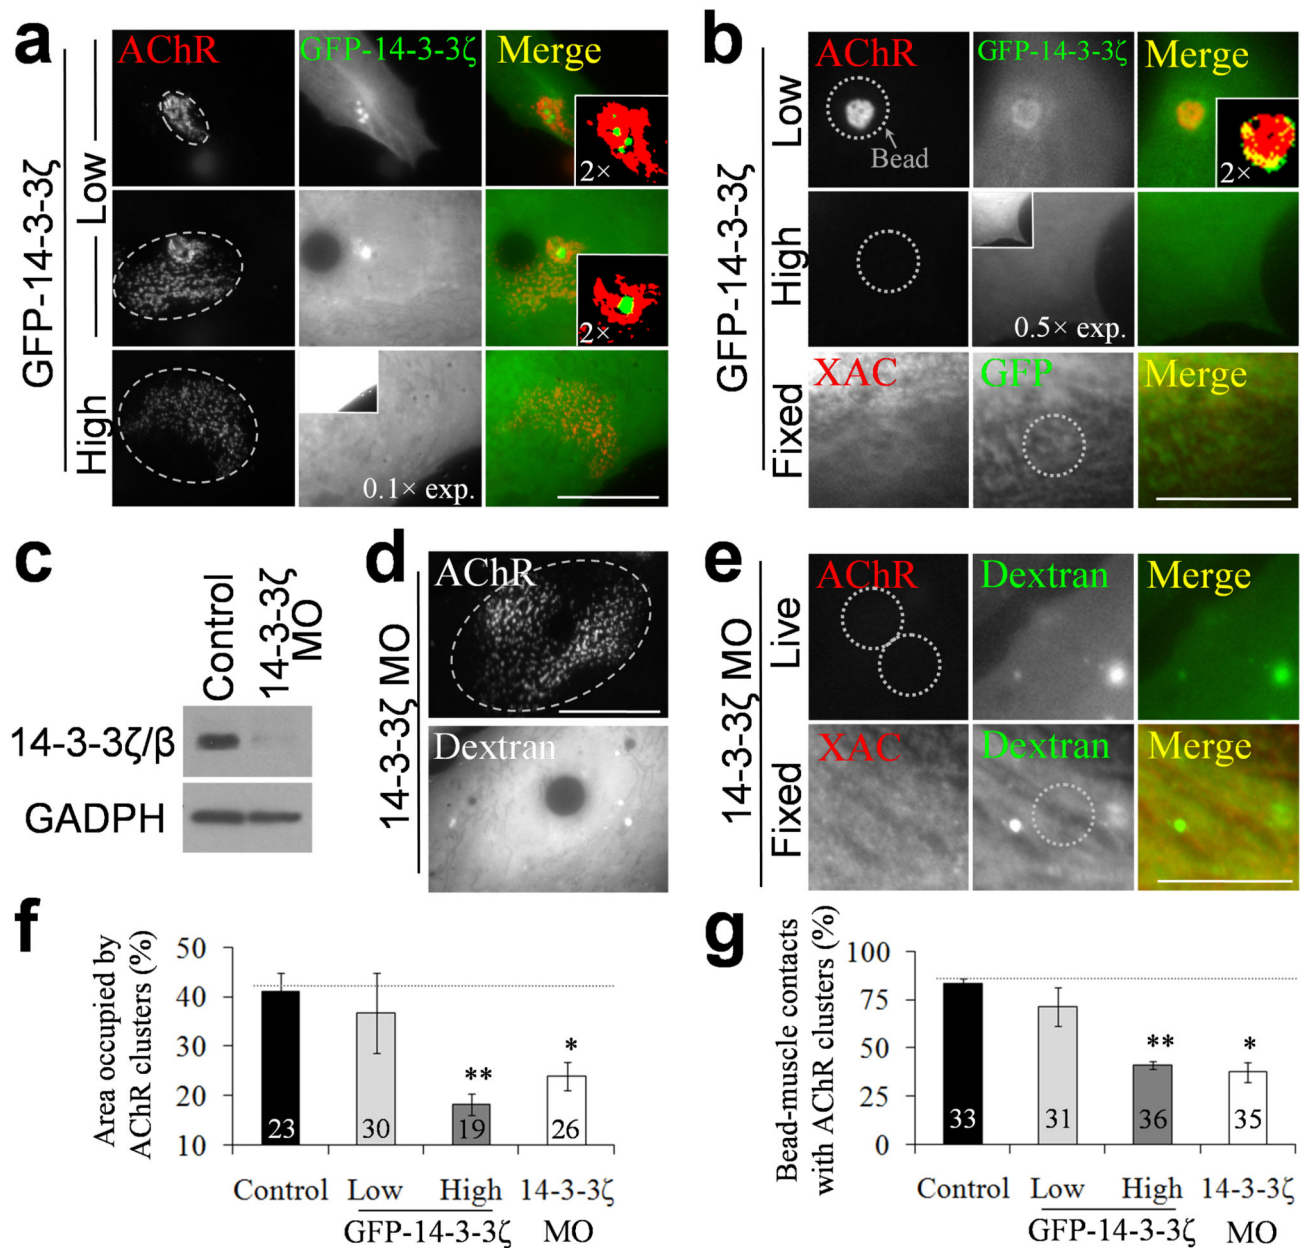 a
AChR
GFP-14-3-3ζ
Merge
GFP-14-3-3ζ
Low
High
2×
2×
0.1× exp.
b
AChR
GFP-14-3-3ζ
Merge
GFP-14-3-3ζ
Low
Bead
2×
High
0.5× exp.
Fixed
XAC
GFP
Merge
c
Control
14-3-3ζ
MO
14-3-3ζ/β
GADPH
d
14-3-3ζ MO
AChR
Dextran
e
14-3-3ζ MO
Live
AChR
Dextran
Merge
Fixed
XAC
Dextran
Merge
f
Area occupied by
AChR clusters (%)
50
40
30
20
10
**
*
23
30
19
26
Control
Low
High
14-3-3ζ
GFP-14-3-3ζ
MO
g
Bead-muscle contacts
with AChR clusters (%)
100
75
50
25
0
**
*
33
31
36
35
Control
Low
High
14-3-3ζ
GFP-14-3-3ζ
MO